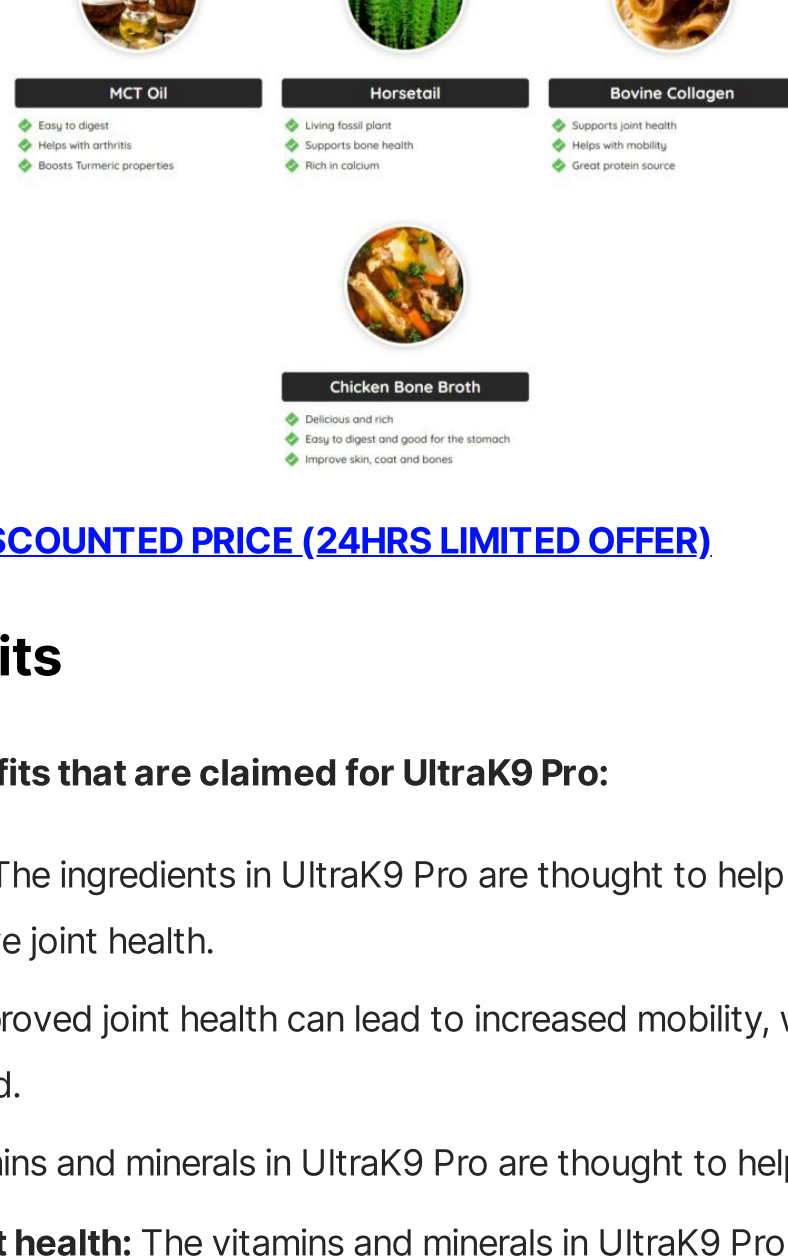 MCT Oil
Horsetail
Bovine Collagen
Easy to digest
Living fossil plant
Supports joint health
Helps with arthritis
Supports bone health
Helps with mobility
Boosts Turmeric properties
Rich in calcium
Great protein source
Chicken Bone Broth
Delicious and rich
Easy to digest and good for the stomach
Improve skin, coat and bones
SCOUNTED PRICE (24HRS LIMITED OFFER)
its
fits that are claimed for UltraK9 Pro:
The ingredients in UltraK9 Pro are thought to help
e joint health.
roved joint health can lead to increased mobility, w
d.
ins and minerals in UltraK9 Pro are thought to help
t health: The vitamins and minerals in UltraK9 Pro